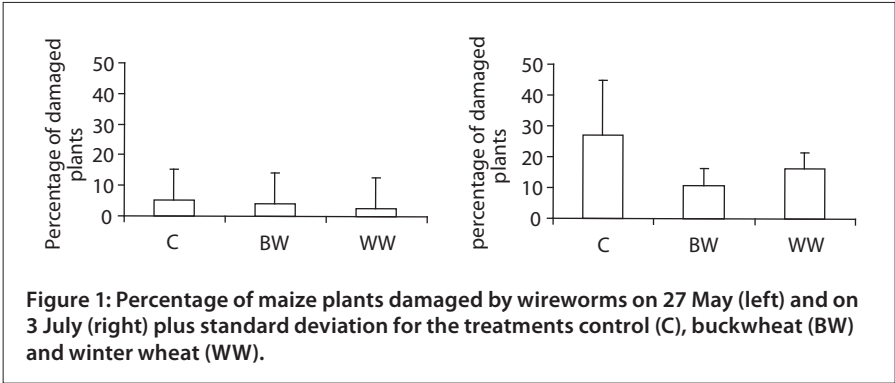 Percentage of damaged
plants
50
40
30
20
10
0
C BW WW
percentage of damaged
plants
50
40
30
20
10
0
C BW WW
Figure 1: Percentage of maize plants damaged by wireworms on 27 May (left) and on
3 July (right) plus standard deviation for the treatments control (C), buckwheat (BW)
and winter wheat (WW).